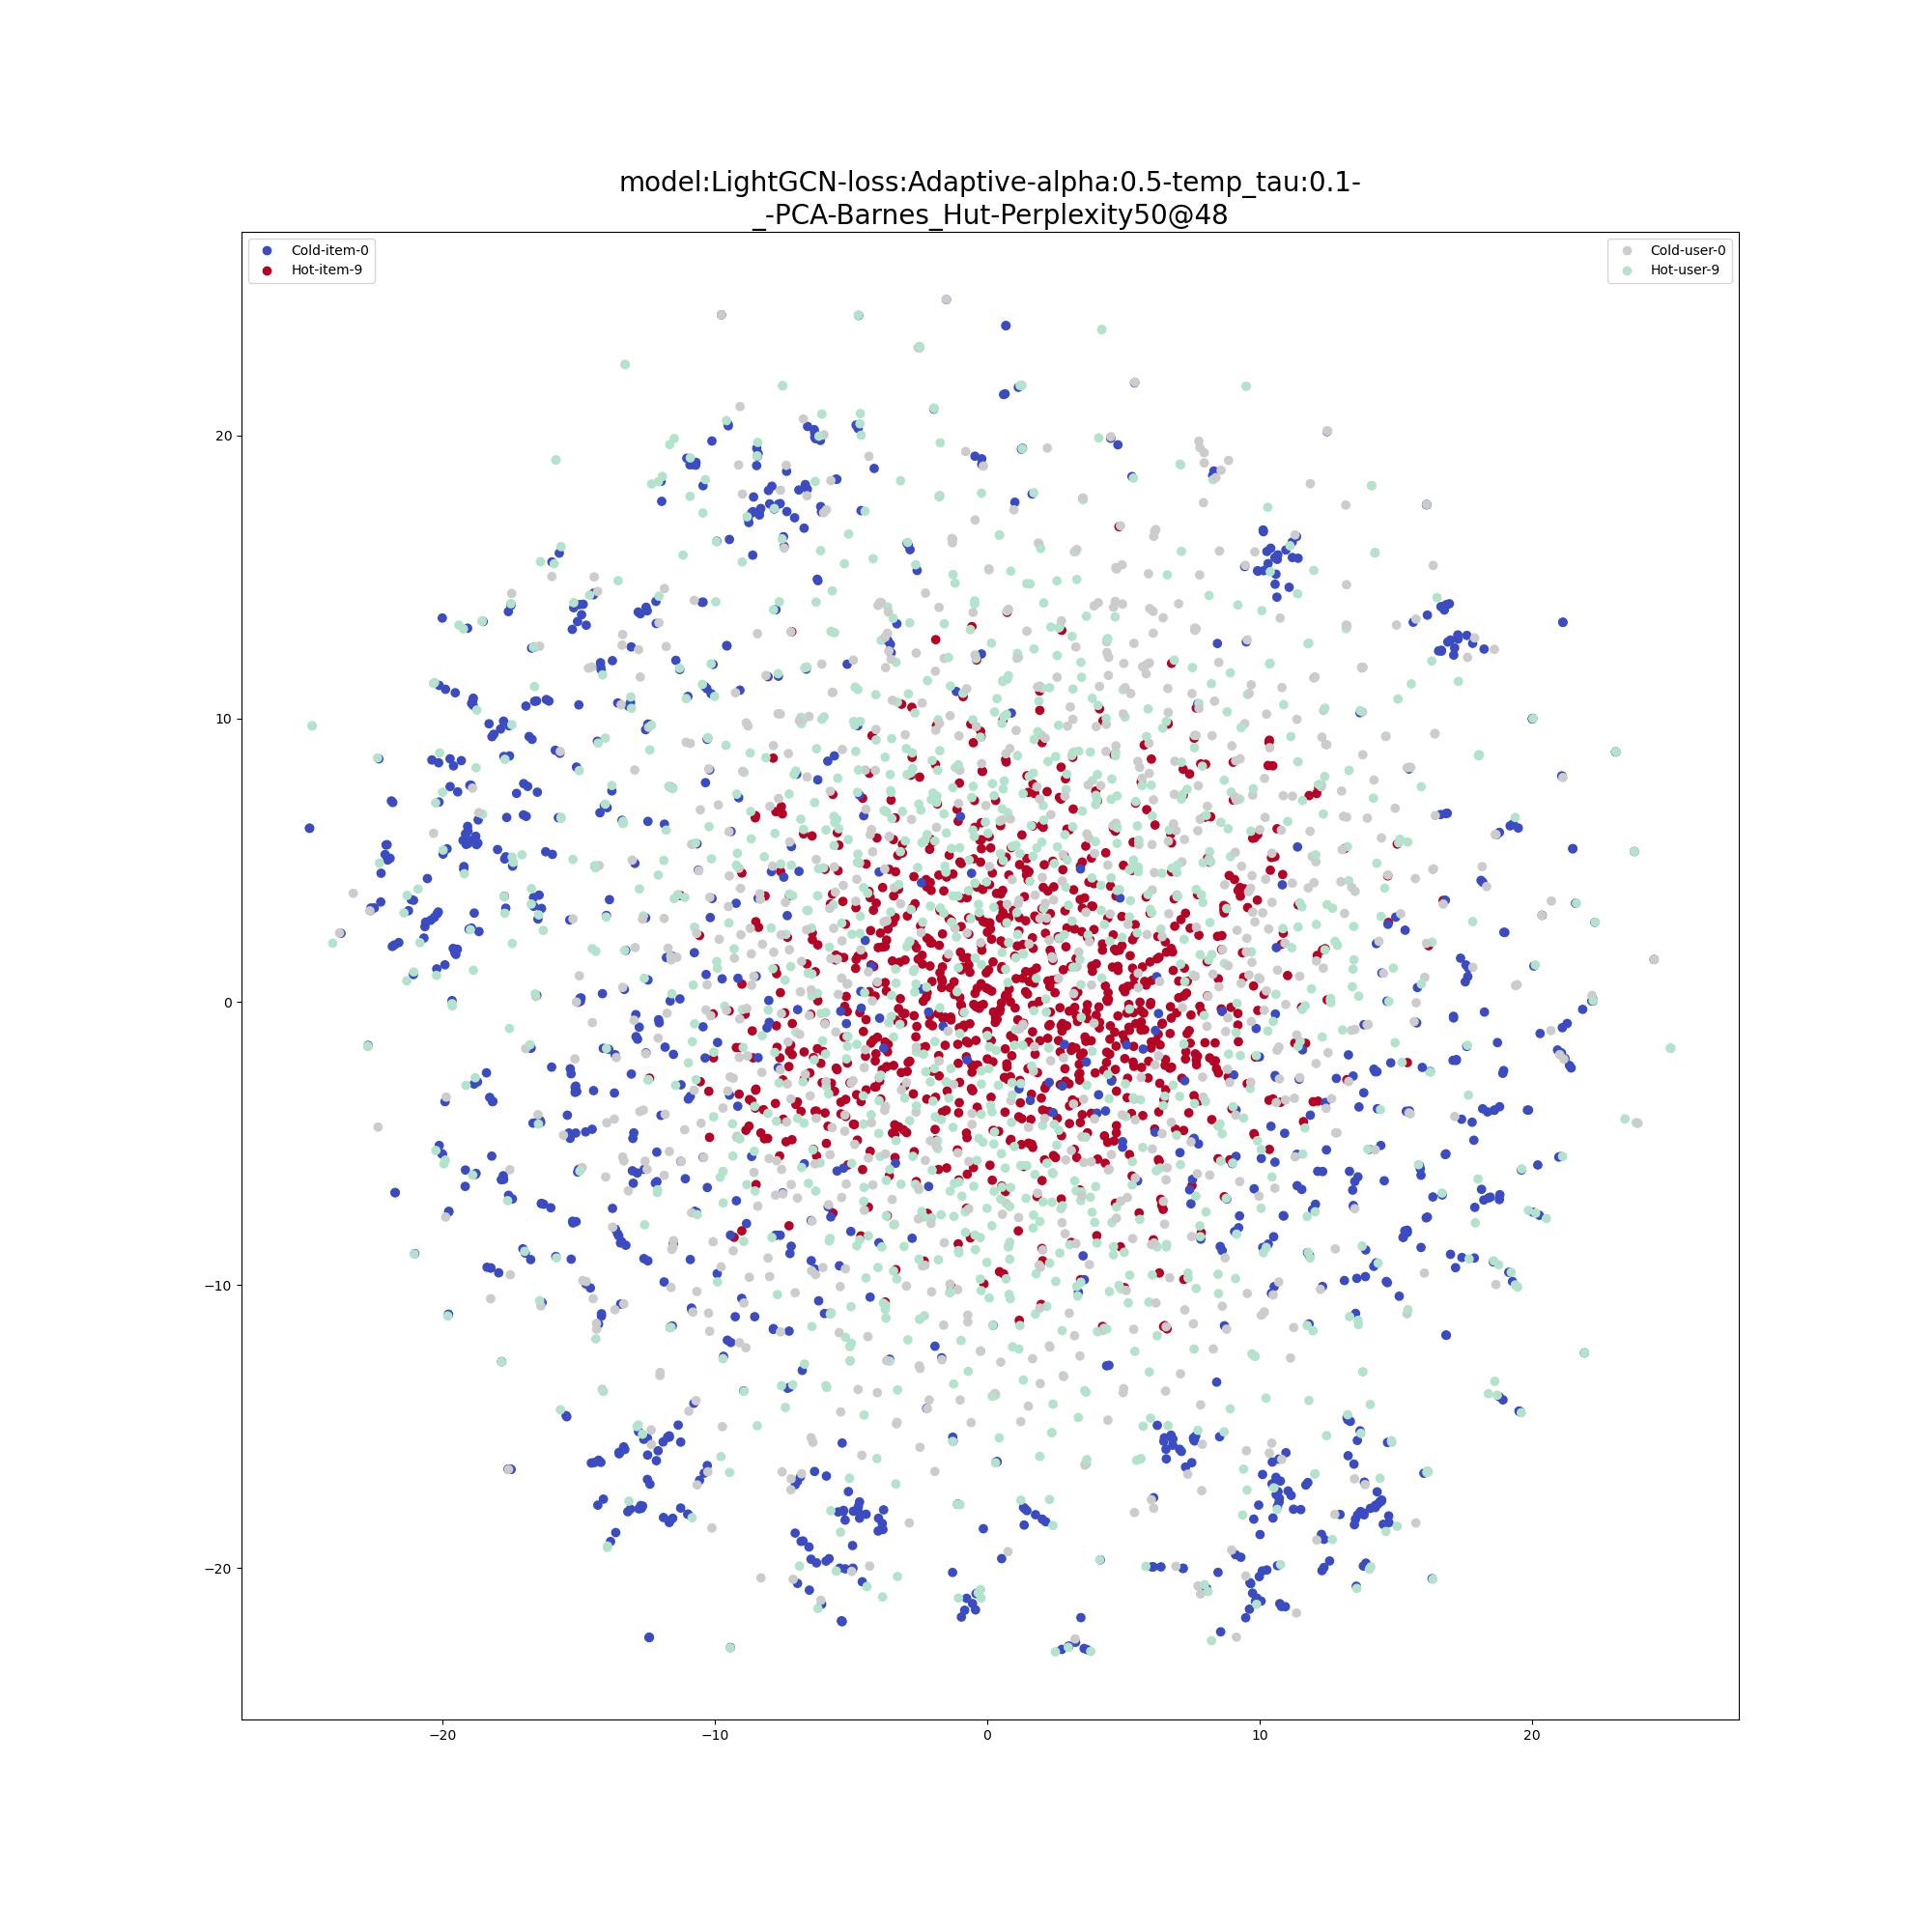 model:LightGCN-loss:Adaptive-alpha:0.5-temp_tau:0.1-
_-PCA-Barnes_Hut-Perplexity50@48
Cold-item-0
Hot-item-9
Cold-user-0
Hot-user-9
20
10
0
−10
−20
−20
−10
0
10
20